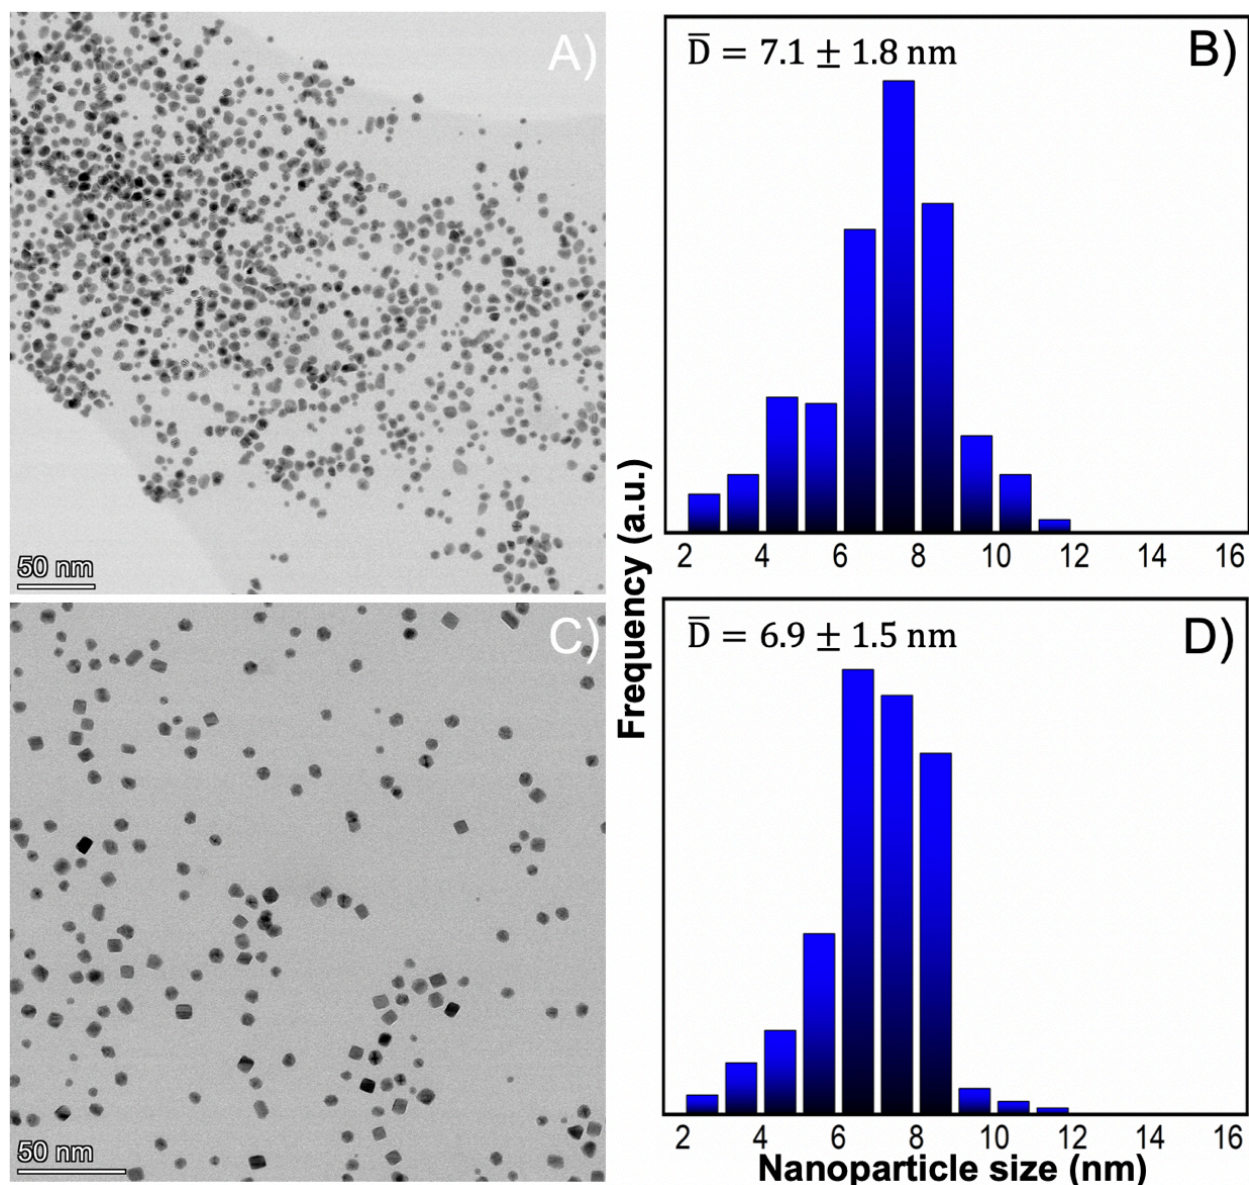 A)
50 nm
B)
D̅ = 7.1 ± 1.8 nm
2 4 6 8 10 12 14 16
C)
50 nm
D)
D̅ = 6.9 ± 1.5 nm
2 4 6 8 10 12 14 16
Frequency (a.u.)
Nanoparticle size (nm)